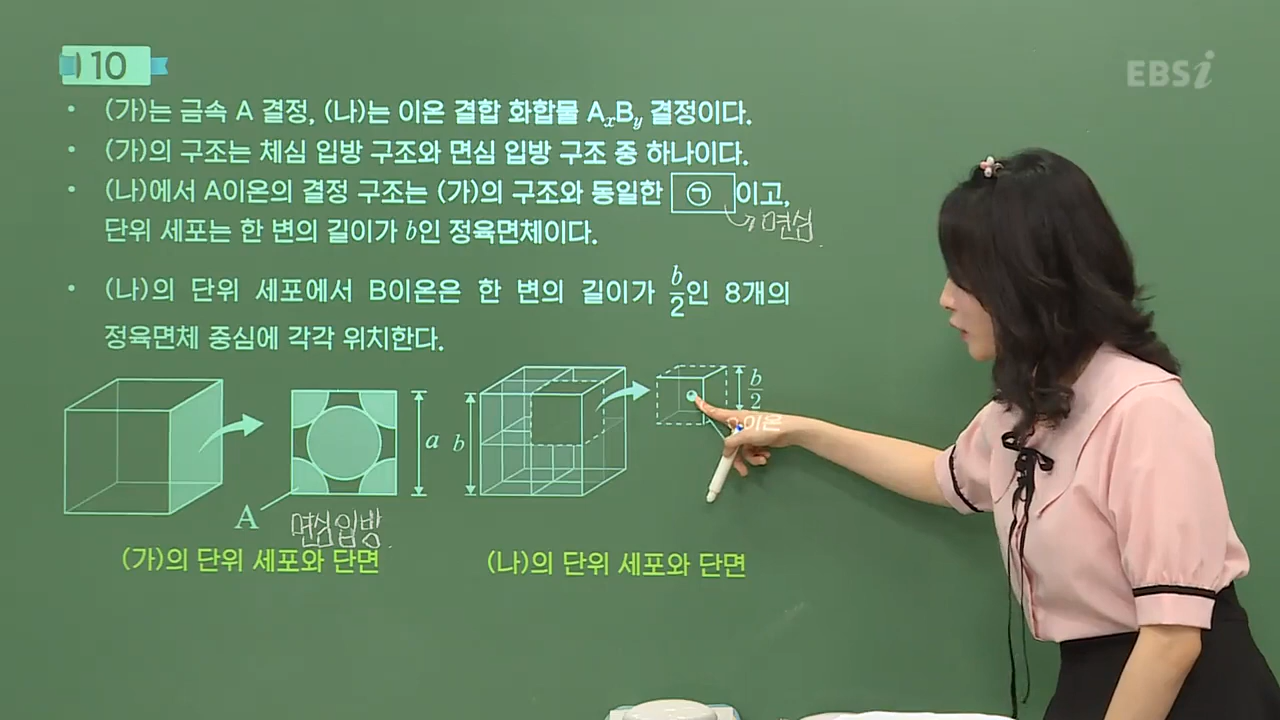 10
EBSi
• (가)는 금속 A 결정, (나)는 이온 결합 화합물 AxBy 결정이다.
• (가)의 구조는 체심 입방 구조와 면심 입방 구조 중 하나이다.
• (나)에서 A이온의 결정 구조는 (가)의 구조와 동일한 ㉠ 이고,
면심
단위 세포는 한 변의 길이가 b인 정육면체이다.
• (나)의 단위 세포에서 B이온은 한 변의 길이가 b/2인 8개의
정육면체 중심에 각각 위치한다.
a
b
b/2
이온
A
면심입방
(가)의 단위 세포와 단면
(나)의 단위 세포와 단면